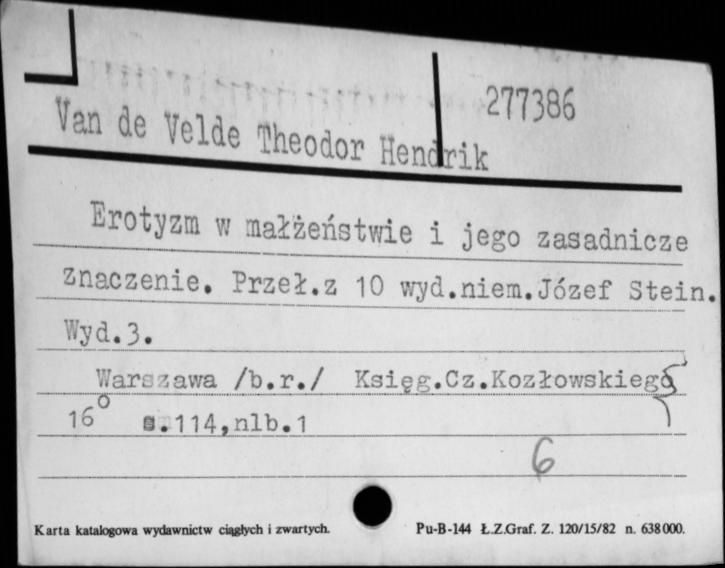 277386
Van de Velde Theodor Hendrik
Erotyzm w małżeństwie i jego zasadnicze
znaczenie. Przeł.z 10 wyd.niem.Józef Stein.
Wyd.3.
Warszawa /b.r./ Księg.Cz.Kozłowskiego
16° s.114,nlb.1
6
Karta katalogowa wydawnictw ciągłych i zwartych. Pu-B-144 Ł.Z.Graf. Z. 120/15/82 n. 638000.